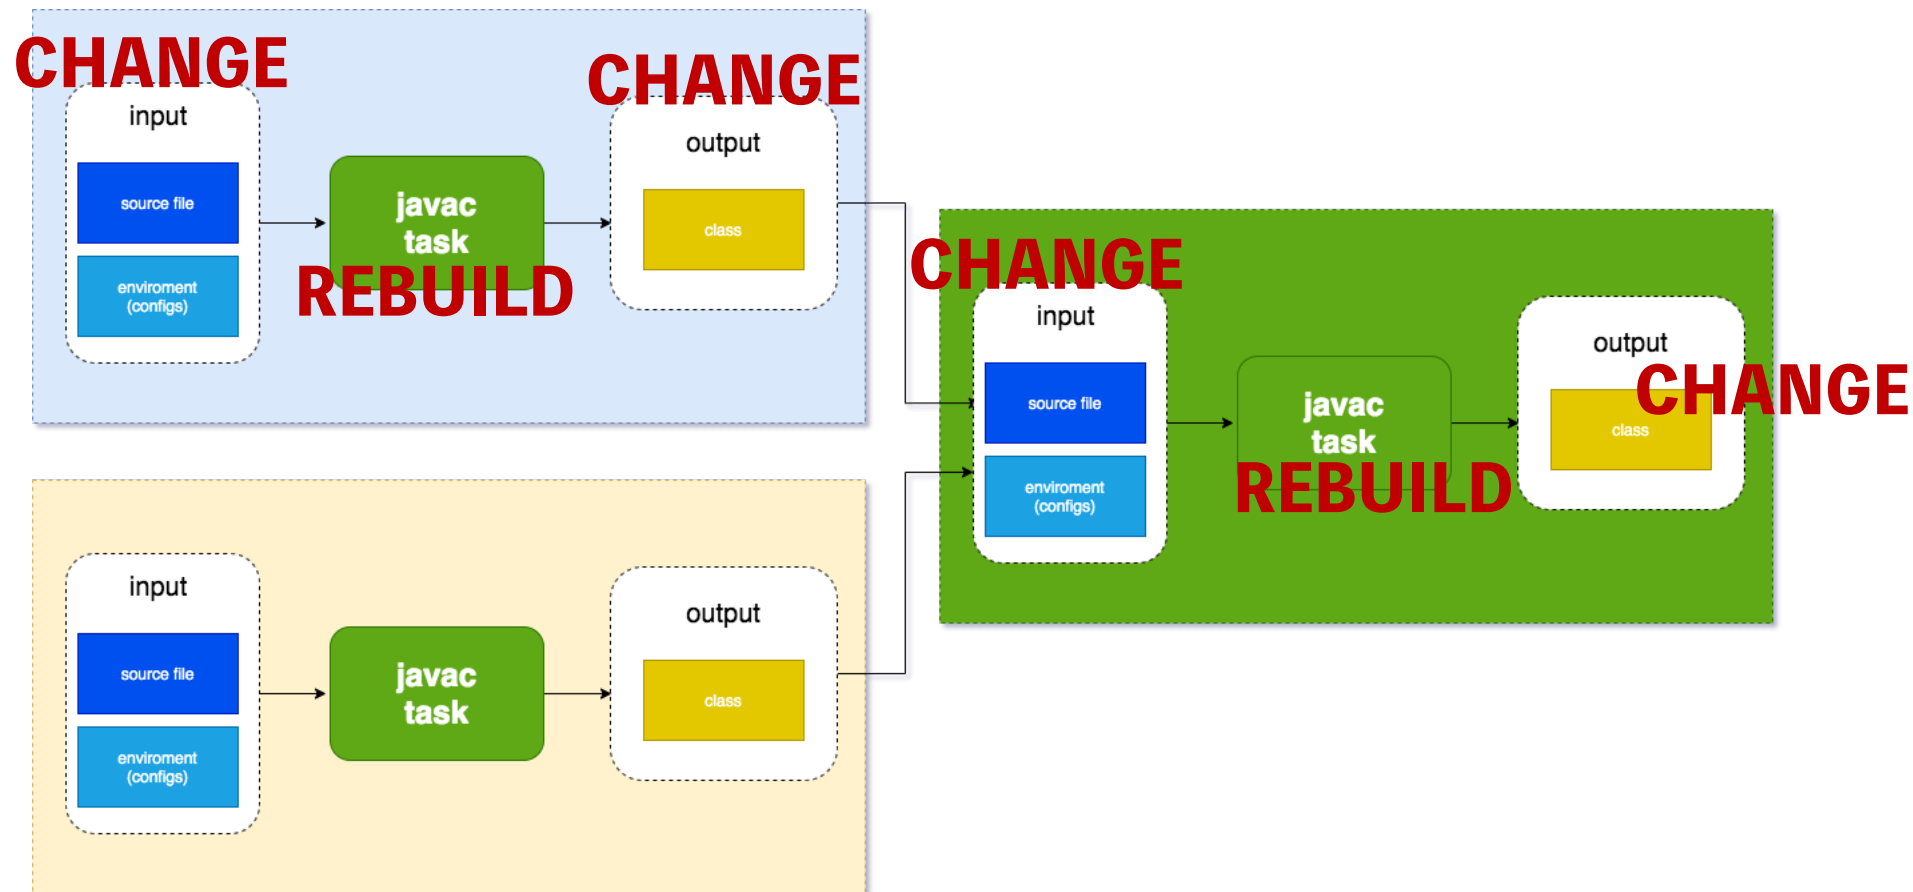 CHANGE
input
source file
enviroment
(configs)
javac
task
REBUILD
CHANGE
output
class
CHANGE
input
source file
enviroment
(configs)
javac
task
REBUILD
output
CHANGE
class
input
source file
enviroment
(configs)
javac
task
output
class